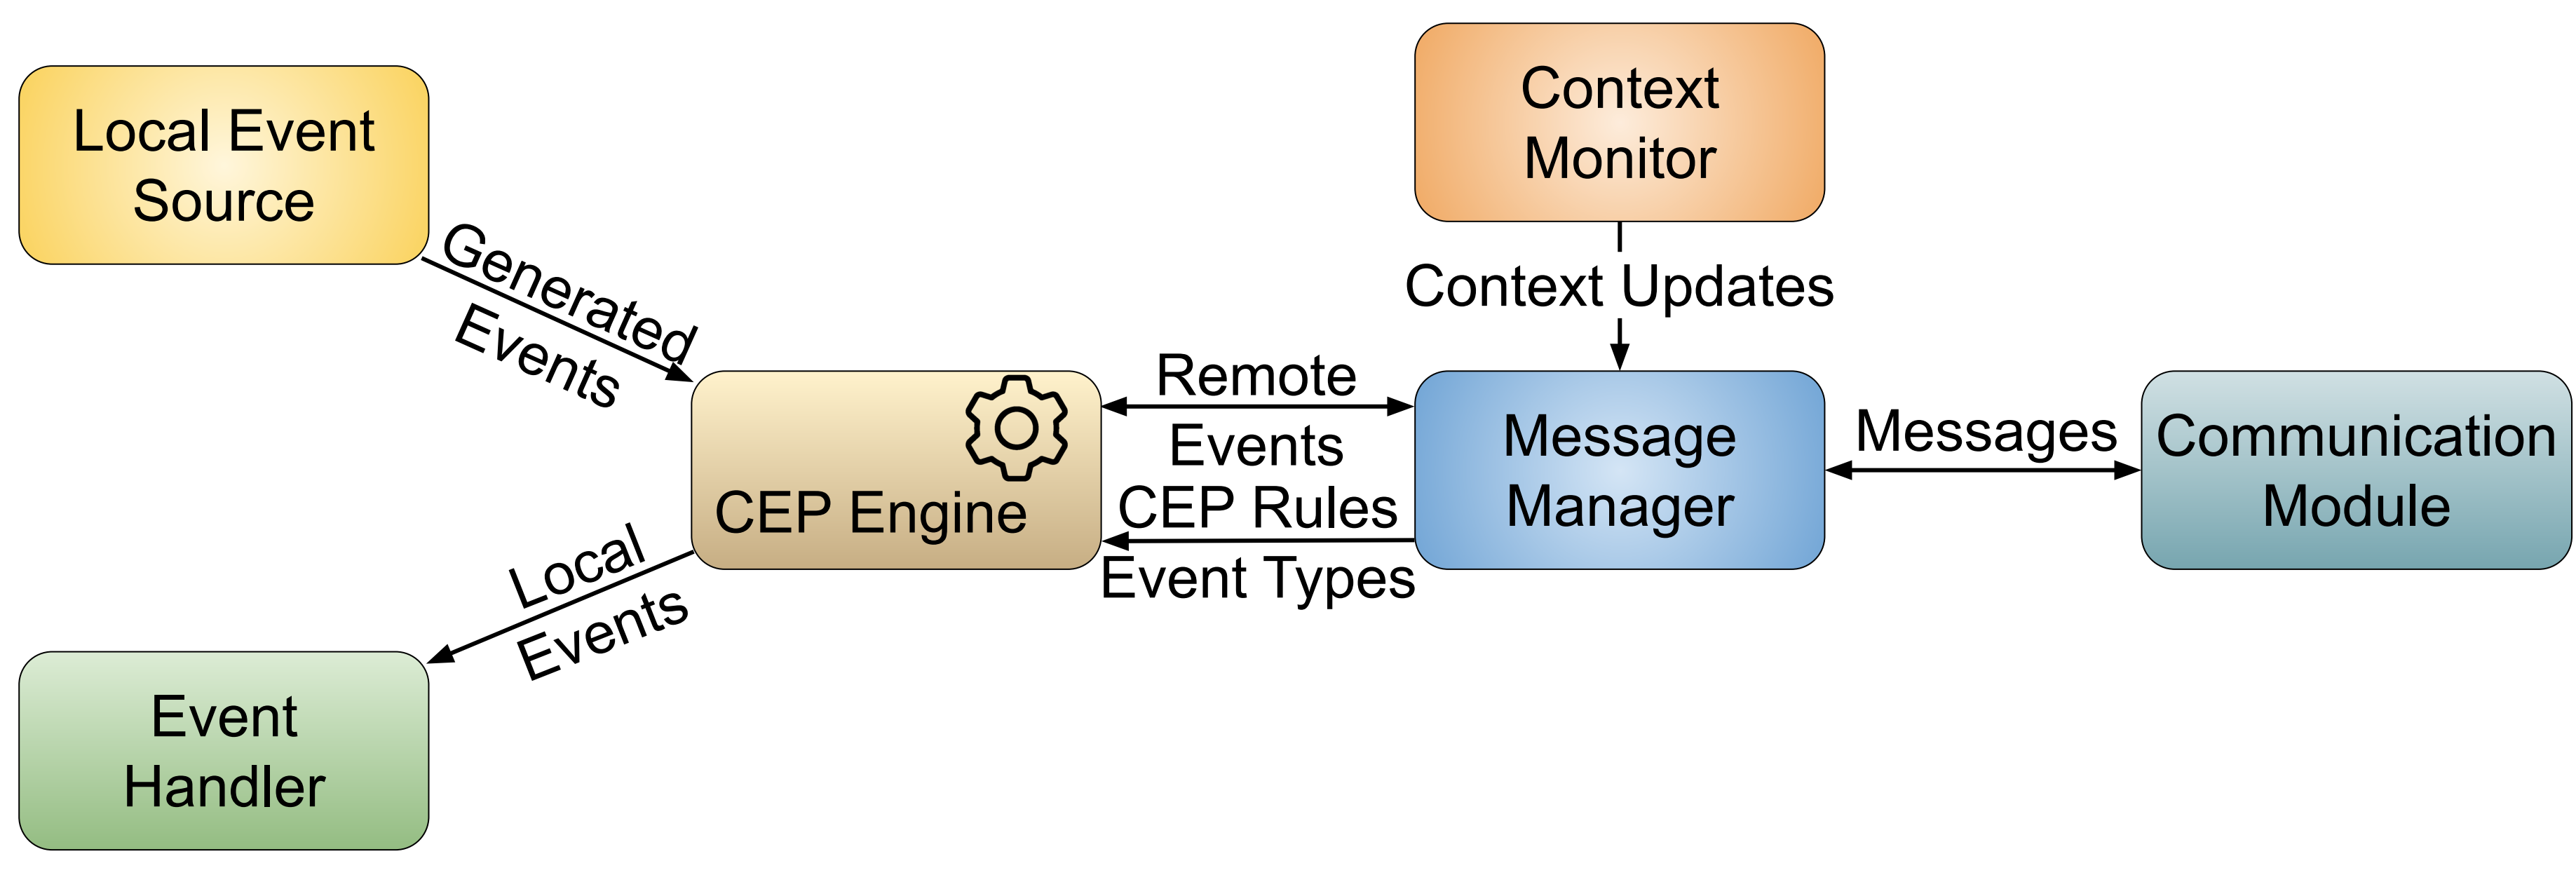 Local Event
Source
Generated
Events
CEP Engine
Local
Events
Event
Handler
Context
Monitor
Context Updates
Remote
Events
CEP Rules
Event Types
Message
Manager
Messages
Communication
Module